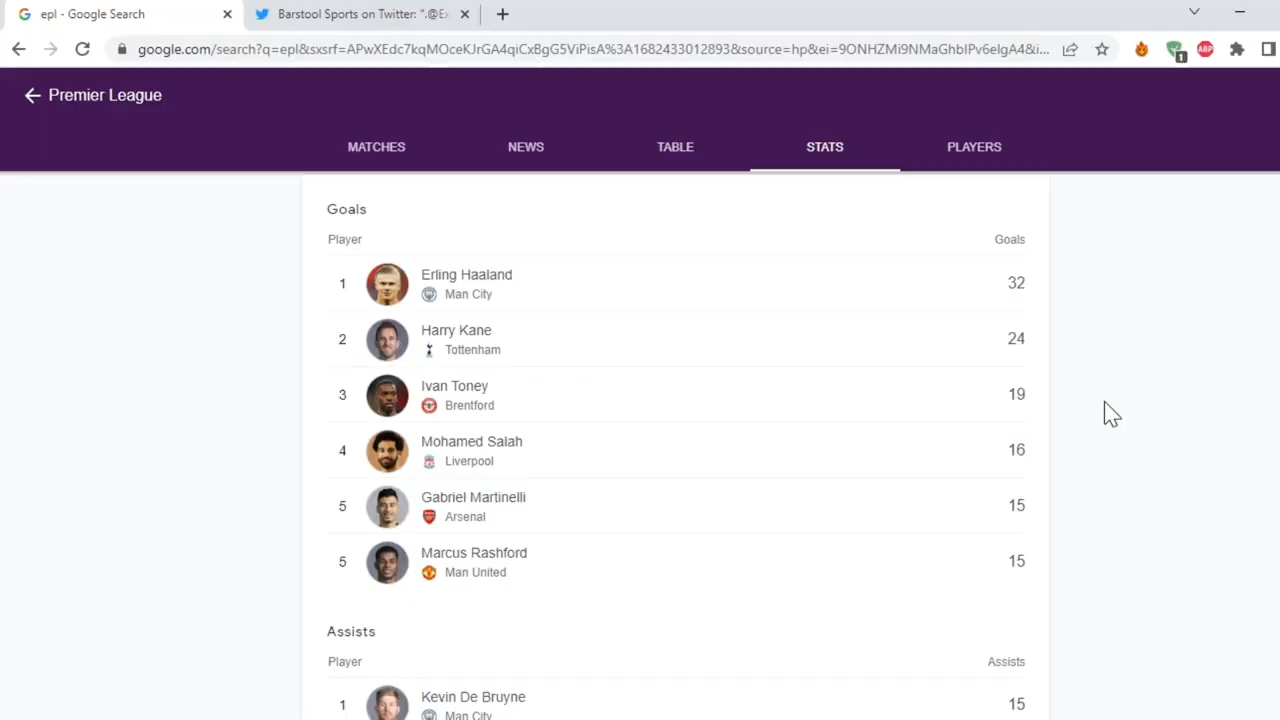 epl - Google Search
Barstool Sports on Twitter: ".@Ex
google.com/search?q=epl&sxsrf=APwXEdc7kqMOceKJrGA4qiCxBgG5ViPisA%3A1682433012893&source=hp&ei=9ONHZMi9NMaGhbIPv6elgA4&i...
1
ABP
Premier League
MATCHES
NEWS
TABLE
STATS
PLAYERS
Goals
Player
Goals
1
Erling Haaland
Man City
32
2
Harry Kane
Tottenham
24
3
Ivan Toney
Brentford
19
4
Mohamed Salah
Liverpool
16
5
Gabriel Martinelli
Arsenal
15
5
Marcus Rashford
Man United
15
Assists
Player
Assists
1
Kevin De Bruyne
Man City
15